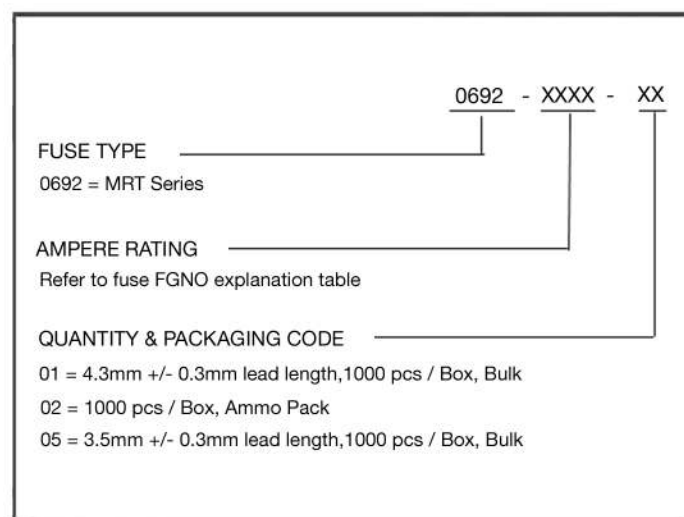 0692 - XXXX - XX
FUSE TYPE
0692 = MRT Series
AMPERE RATING
Refer to fuse FGNO explanation table
QUANTITY & PACKAGING CODE
01 = 4.3mm +/- 0.3mm lead length,1000 pcs / Box, Bulk
02 = 1000 pcs / Box, Ammo Pack
05 = 3.5mm +/- 0.3mm lead length,1000 pcs / Box, Bulk